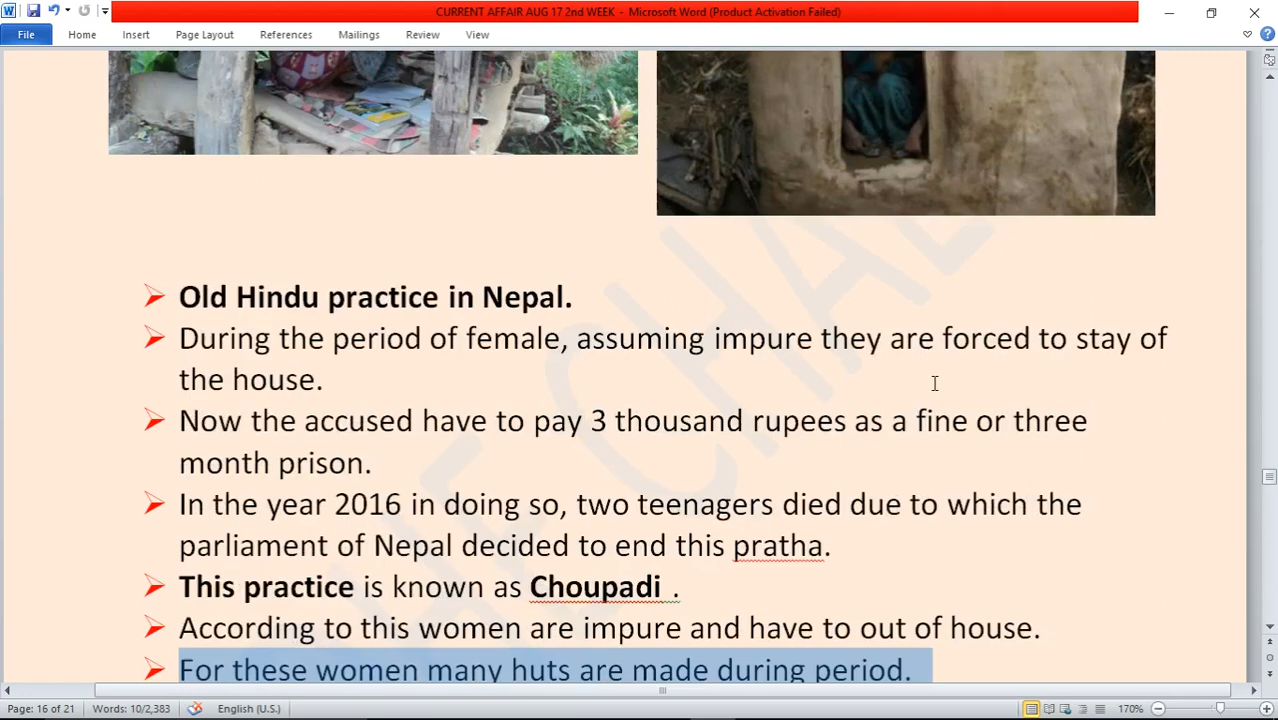 CURRENT AFFAIR AUG 17 2nd WEEK - Microsoft Word (Product Activation Failed)
File Home Insert Page Layout References Mailings Review View
Old Hindu practice in Nepal.
During the period of female, assuming impure they are forced to stay of
the house.
Now the accused have to pay 3 thousand rupees as a fine or three
month prison.
In the year 2016 in doing so, two teenagers died due to which the
parliament of Nepal decided to end this pratha.
This practice is known as Choupadi .
According to this women are impure and have to out of house.
For these women many huts are made during period.
Page: 16 of 21 Words: 10/2,383 English (U.S.) 170%